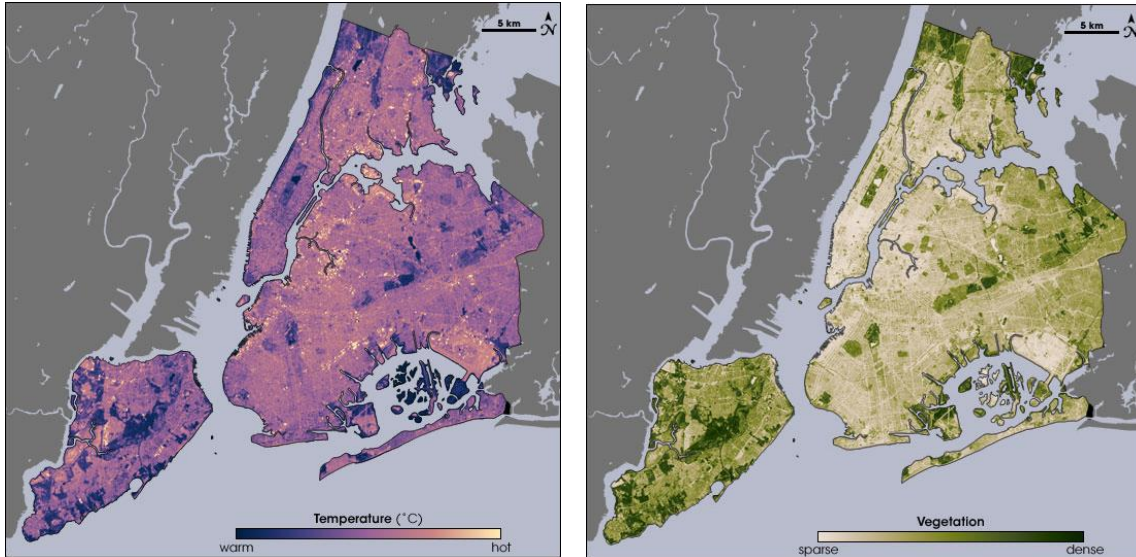 5 km
N
Temperature (°C)
warm hot
5 km
N
Vegetation
sparse dense